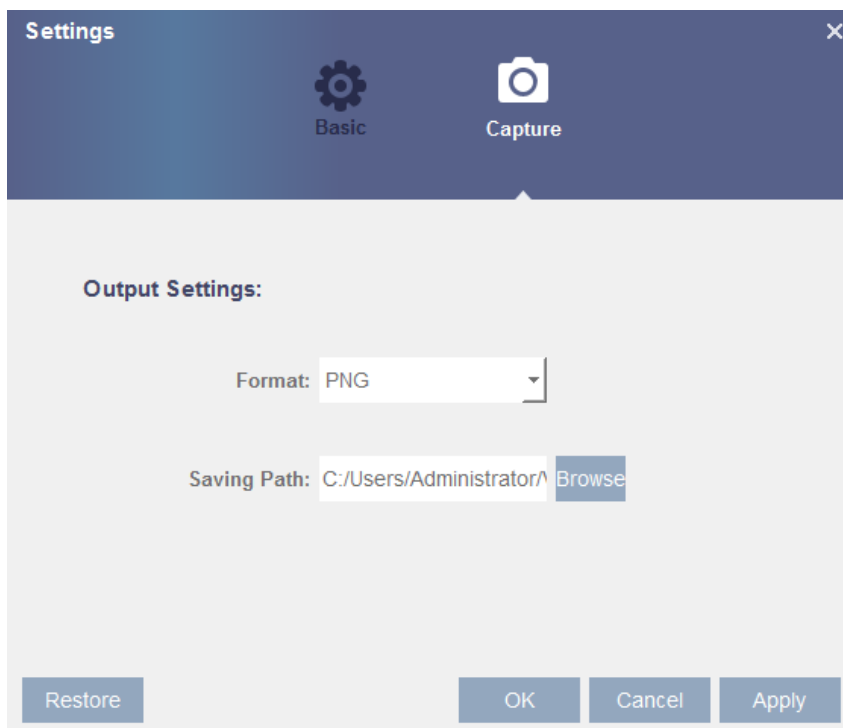 Settings
Basic
Capture
Output Settings:
Format: PNG
Saving Path: C:/Users/Administrator/ Browse
Restore OK Cancel Apply